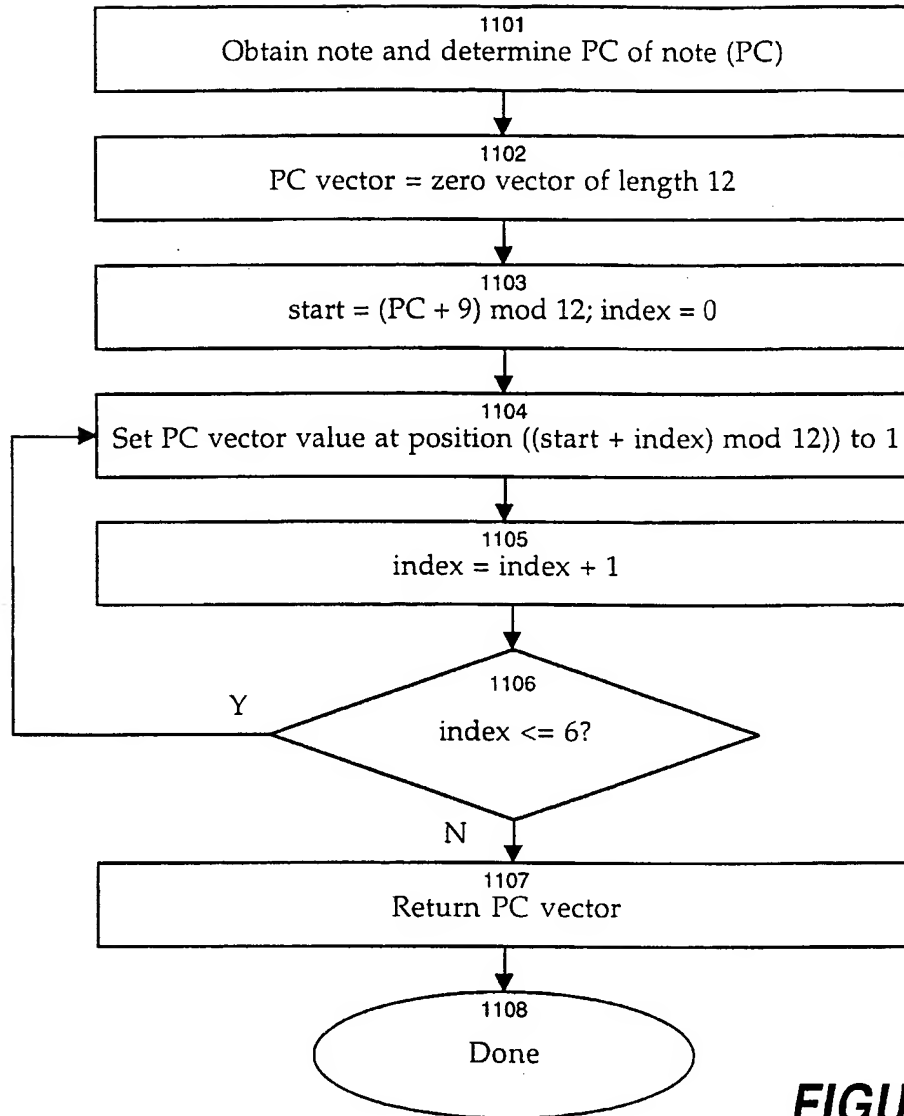 1101
Obtain note and determine PC of note (PC)
1102
PC vector = zero vector of length 12
1103
start = (PC + 9) mod 12; index = 0
1104
Set PC vector value at position ((start + index) mod 12)) to 1
1105
index = index + 1
1106
index <= 6?
Y
N
1107
Return PC vector
1108
Done
FIGU